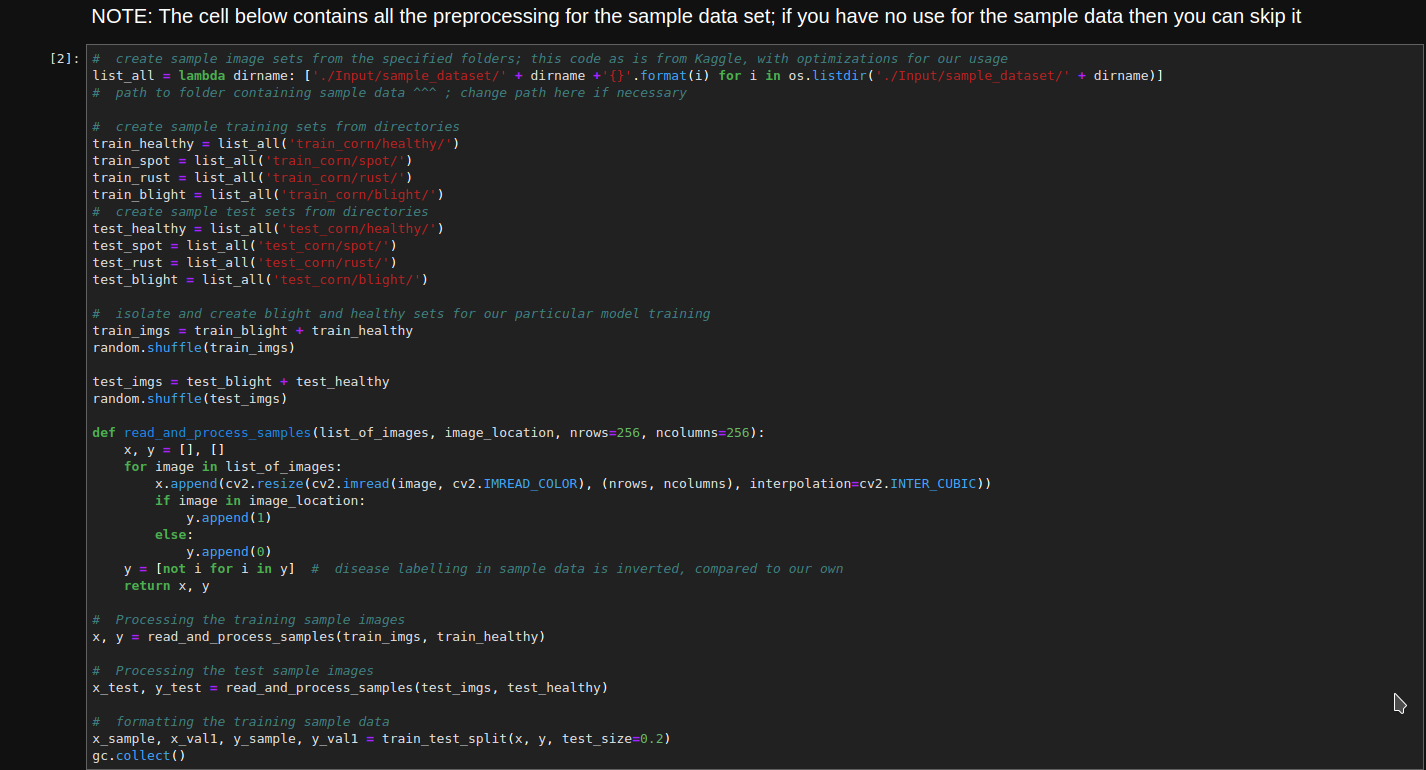 NOTE: The cell below contains all the preprocessing for the sample data set; if you have no use for the sample data then you can skip it
[2]: #  create sample image sets from the specified folders; this code as is from Kaggle, with optimizations for our usage
list_all = lambda dirname: ['./Input/sample_dataset/' + dirname +'{}'.format(i) for i in os.listdir('./Input/sample_dataset/' + dirname)]
#  path to folder containing sample data ^^^ ; change path here if necessary

#  create sample training sets from directories
train_healthy = list_all('train_corn/healthy/')
train_spot = list_all('train_corn/spot/')
train_rust = list_all('train_corn/rust/')
train_blight = list_all('train_corn/blight/')
#  create sample test sets from directories
test_healthy = list_all('test_corn/healthy/')
test_spot = list_all('test_corn/spot/')
test_rust = list_all('test_corn/rust/')
test_blight = list_all('test_corn/blight/')

#  isolate and create blight and healthy sets for our particular model training
train_imgs = train_blight + train_healthy
random.shuffle(train_imgs)

test_imgs = test_blight + test_healthy
random.shuffle(test_imgs)

def read_and_process_samples(list_of_images, image_location, nrows=256, ncolumns=256):
    x, y = [], []
    for image in list_of_images:
        x.append(cv2.resize(cv2.imread(image, cv2.IMREAD_COLOR), (nrows, ncolumns), interpolation=cv2.INTER_CUBIC))
        if image in image_location:
            y.append(1)
        else:
            y.append(0)
    y = [not i for i in y]  #  disease labelling in sample data is inverted, compared to our own
    return x, y

#  Processing the training sample images
x, y = read_and_process_samples(train_imgs, train_healthy)

#  Processing the test sample images
x_test, y_test = read_and_process_samples(test_imgs, test_healthy)

#  formatting the training sample data
x_sample, x_val1, y_sample, y_val1 = train_test_split(x, y, test_size=0.2)
gc.collect()